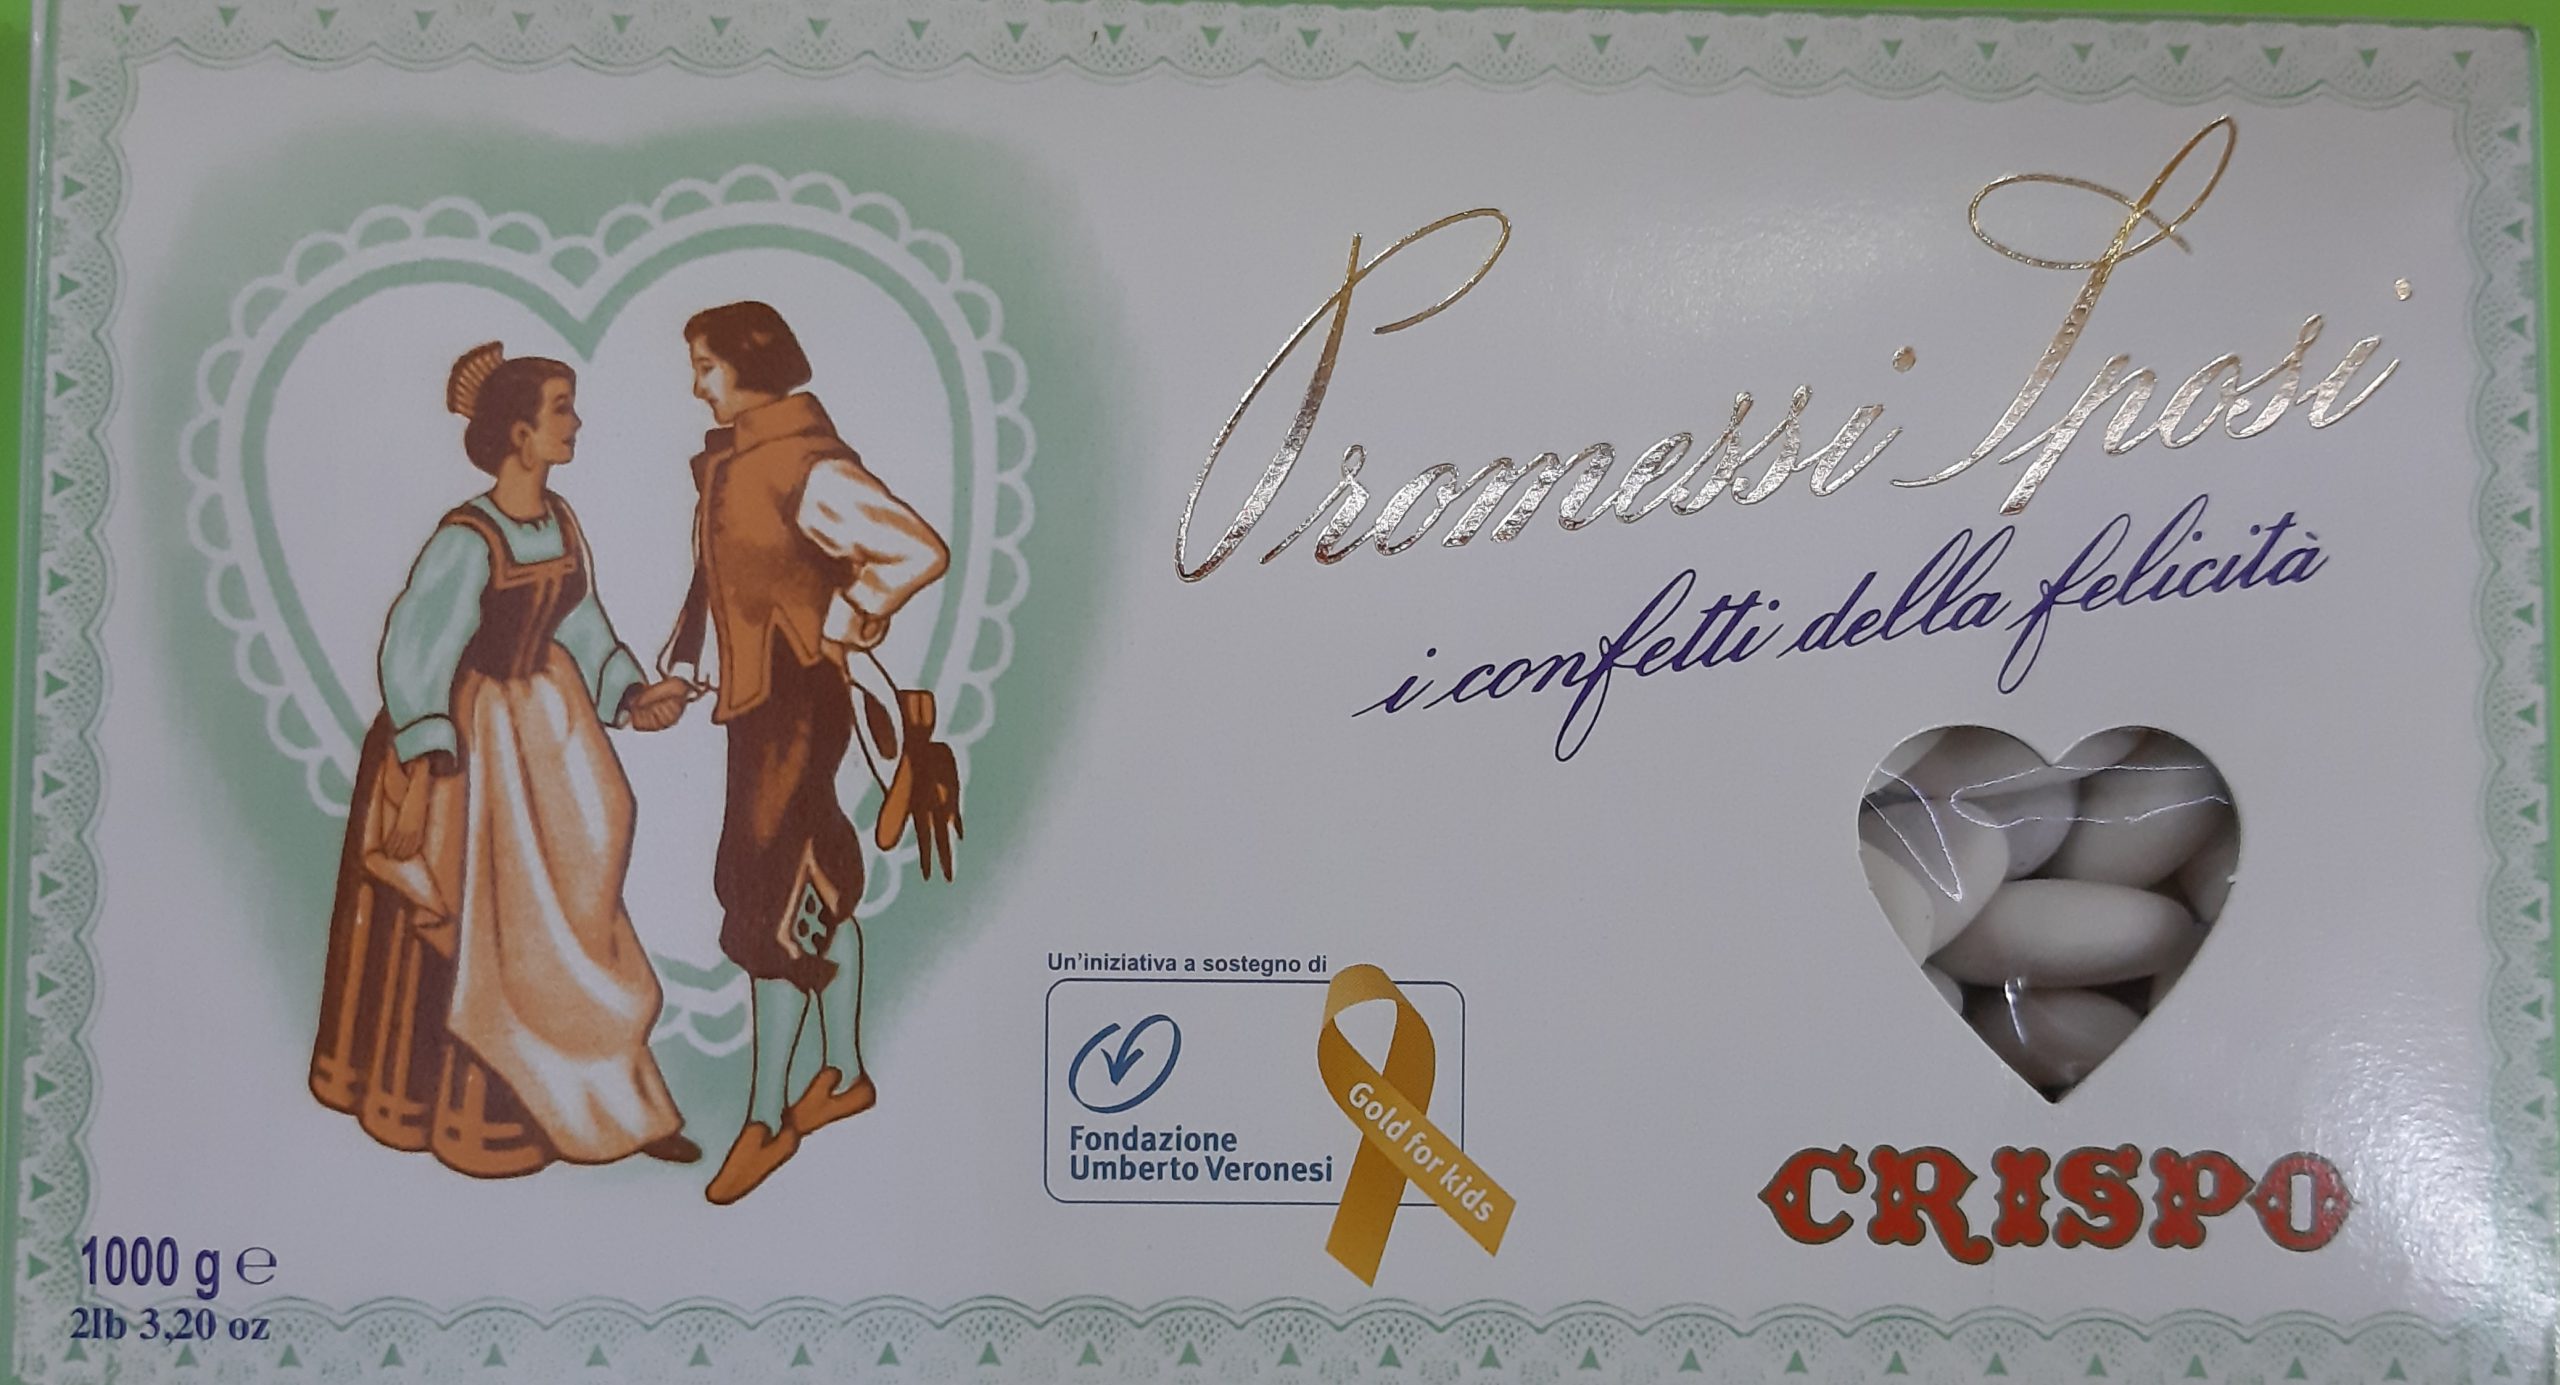 Promessi Sposi
i confetti della felicità
Un'iniziativa a sostegno di
Fondazione
Umberto Veronesi
Gold for kids
CRISPO
1000 g ℮
2lb 3,20 oz